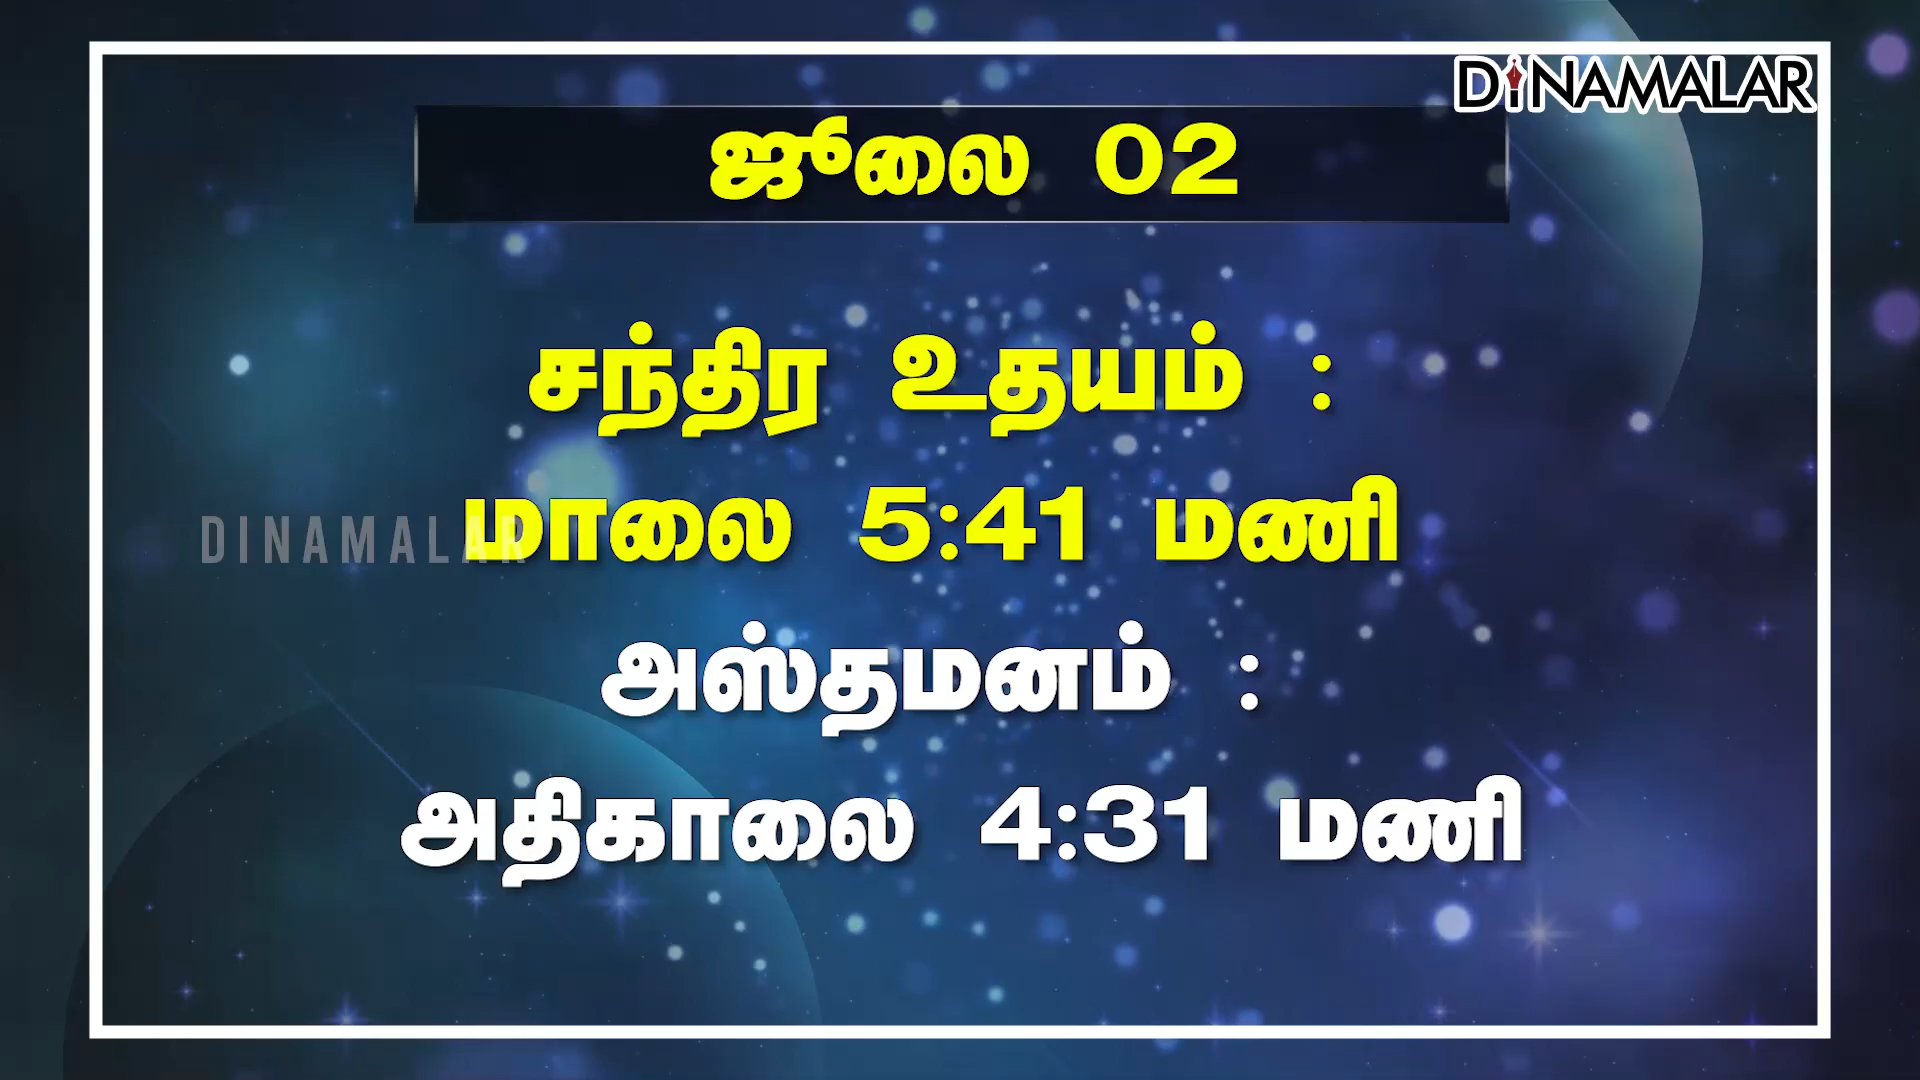 DINAMALAR
ஜூலை 02
சந்திர உதயம் :
மாலை 5:41 மணி
DINAMALAR
அஸ்தமனம் :
அதிகாலை 4:31 மணி